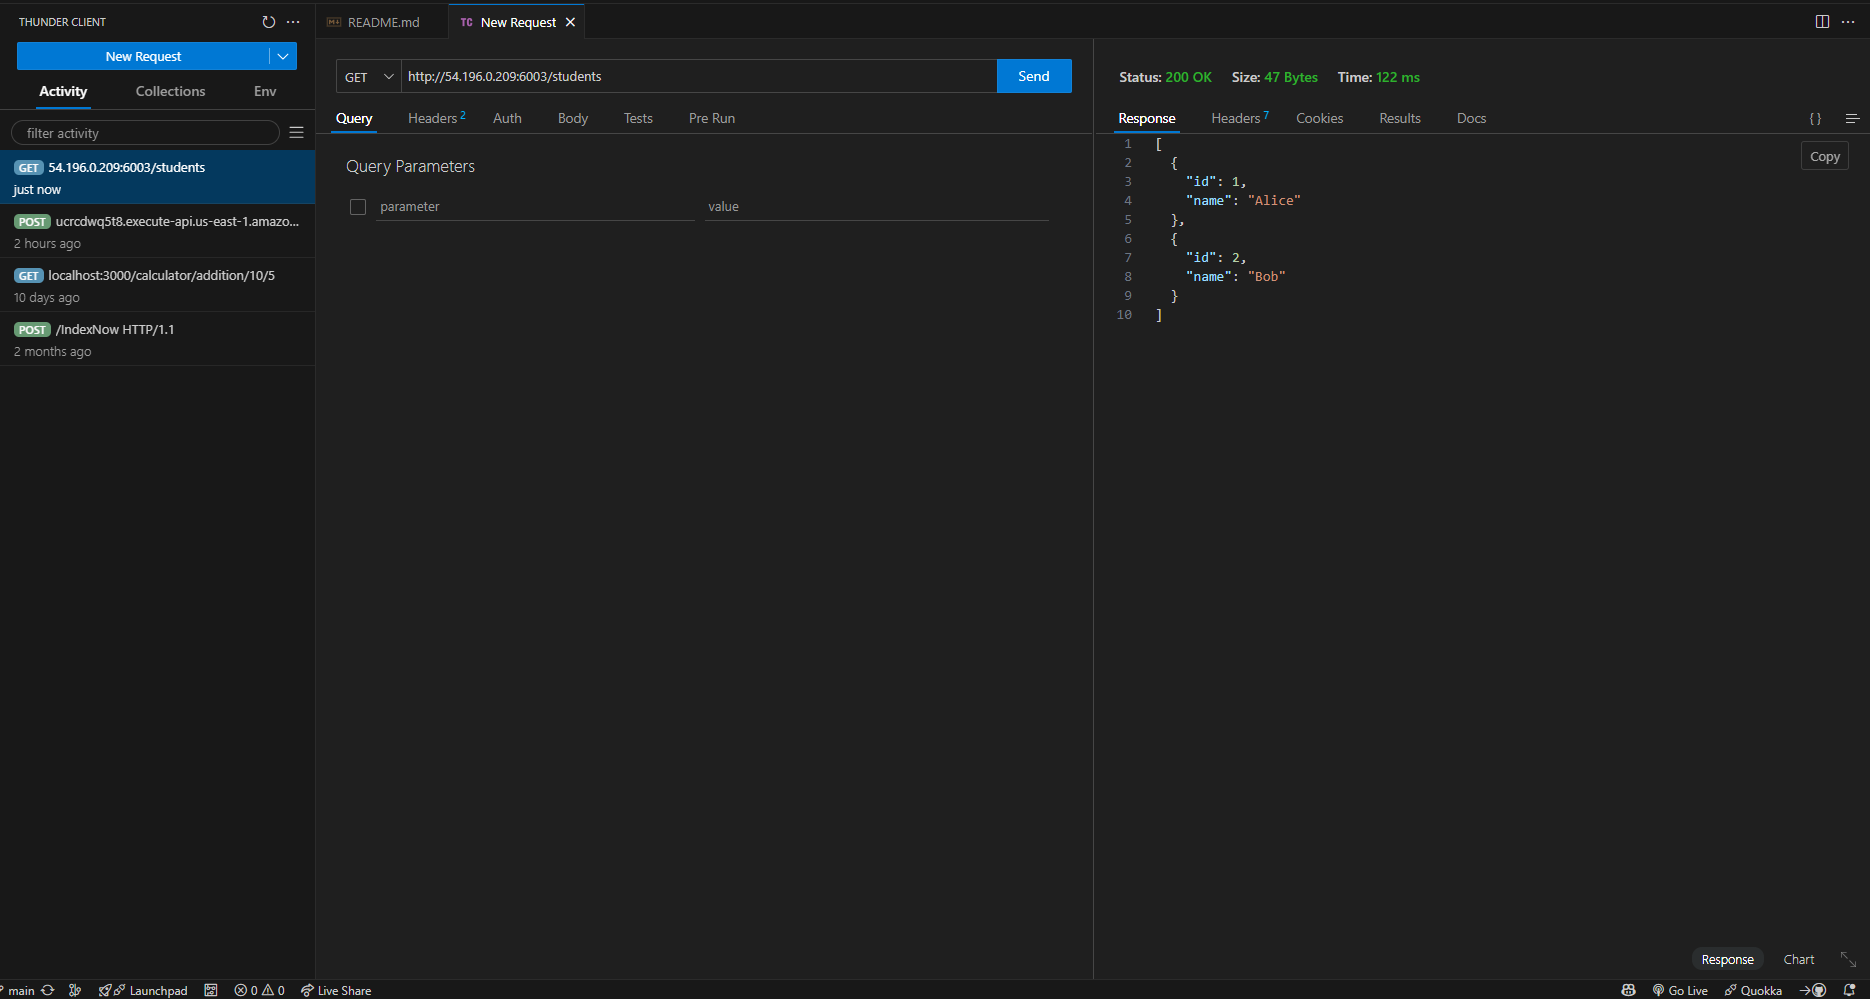 THUNDER CLIENT
New Request
Activity Collections Env
filter activity
GET 54.196.0.209:6003/students
just now
POST ucrcdwq5t8.execute-api.us-east-1.amazo...
2 hours ago
GET localhost:3000/calculator/addition/10/5
10 days ago
POST /IndexNow HTTP/1.1
2 months ago
README.md
TC New Request
GET http://54.196.0.209:6003/students Send
Query Headers 2 Auth Body Tests Pre Run
Query Parameters
parameter value
Status: 200 OK Size: 47 Bytes Time: 122 ms
Response Headers 7 Cookies Results Docs
{ }
Copy
1 [
2 {
3 "id": 1,
4 "name": "Alice"
5 },
6 {
7 "id": 2,
8 "name": "Bob"
9 }
10 ]
Response Chart
main Launchpad 0 0 Live Share
Go Live Quokka